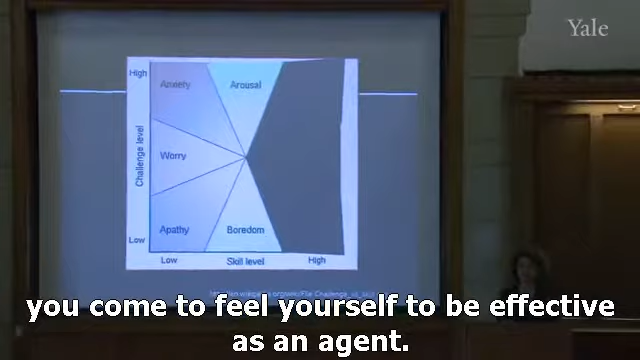 Yale
High
Anxiety
Arousal
Challenge level
Worry
Apathy
Boredom
Low
Low
Skill level
High
you come to feel yourself to be effective
as an agent.